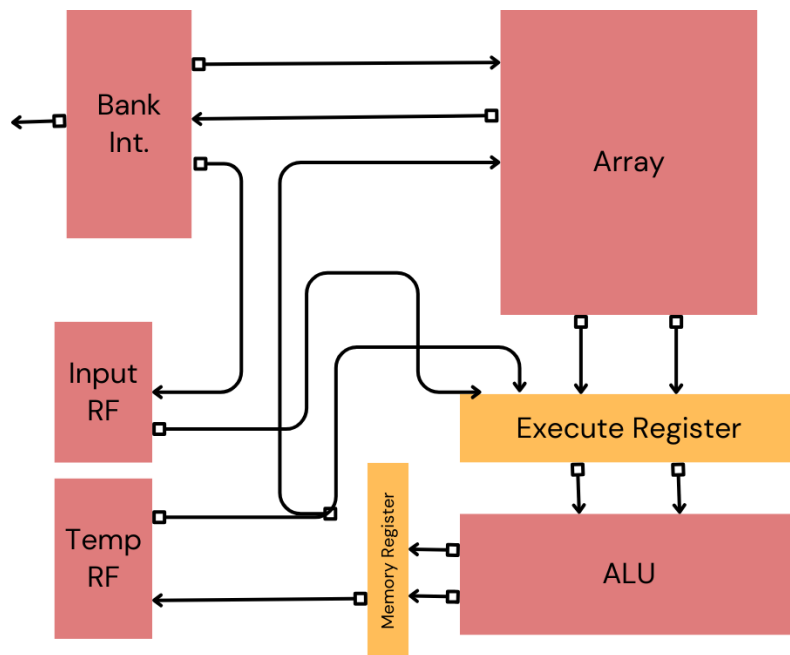 Bank
Int.
Array
Input
RF
Execute Register
Temp
RF
Memory Register
ALU